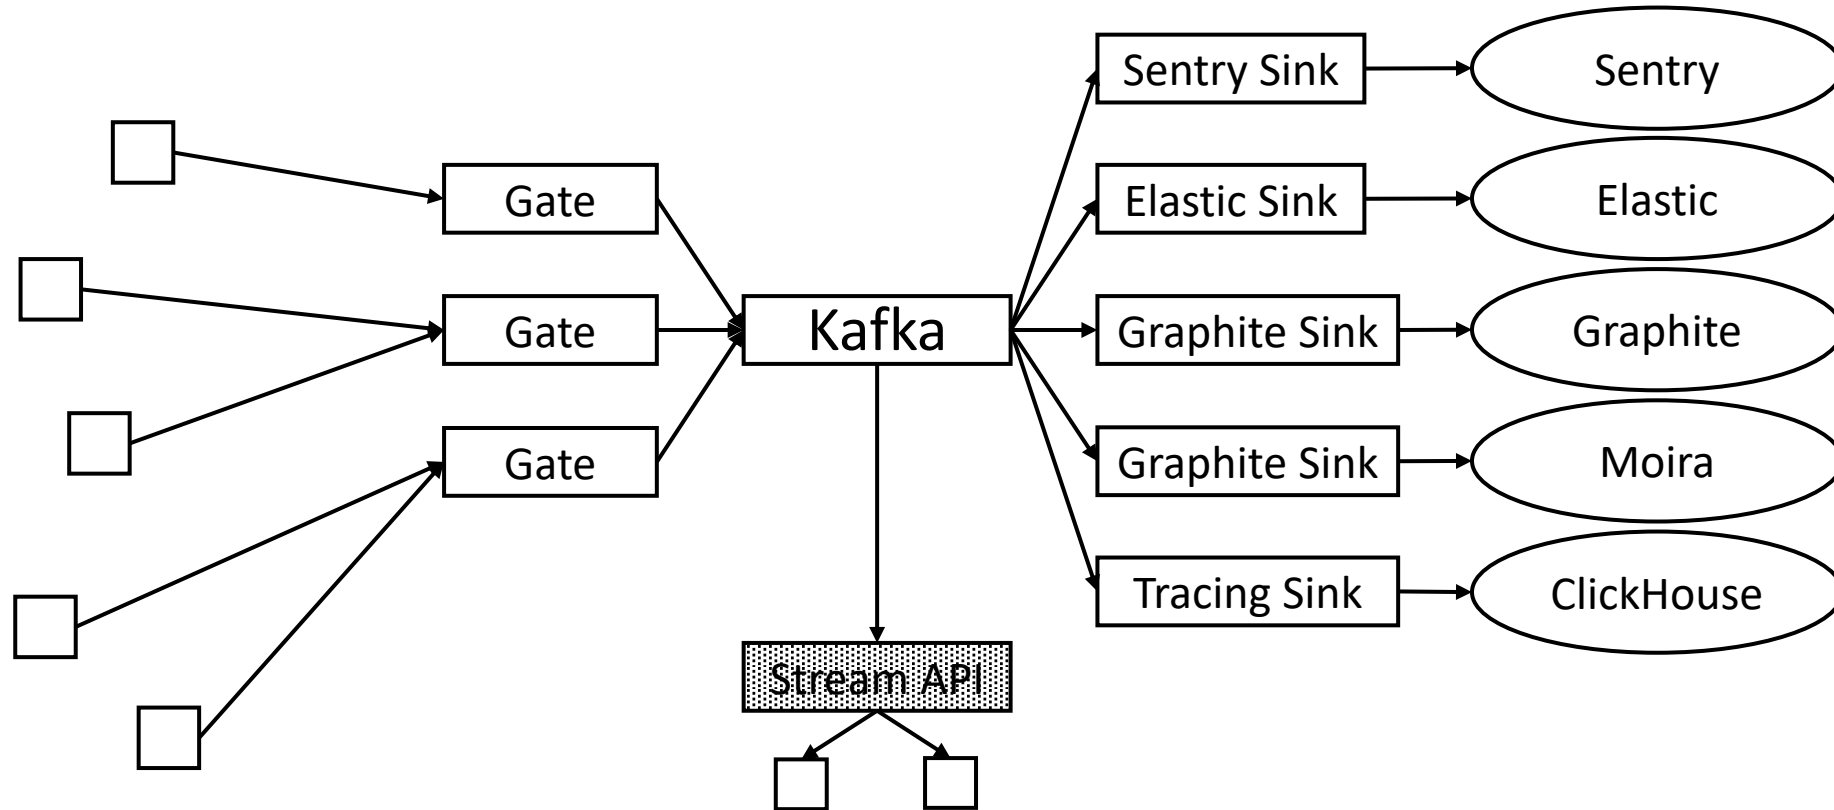 Sentry Sink
Sentry
Gate
Elastic Sink
Elastic
Gate
Kafka
Graphite Sink
Graphite
Gate
Graphite Sink
Moira
Tracing Sink
ClickHouse
Stream API